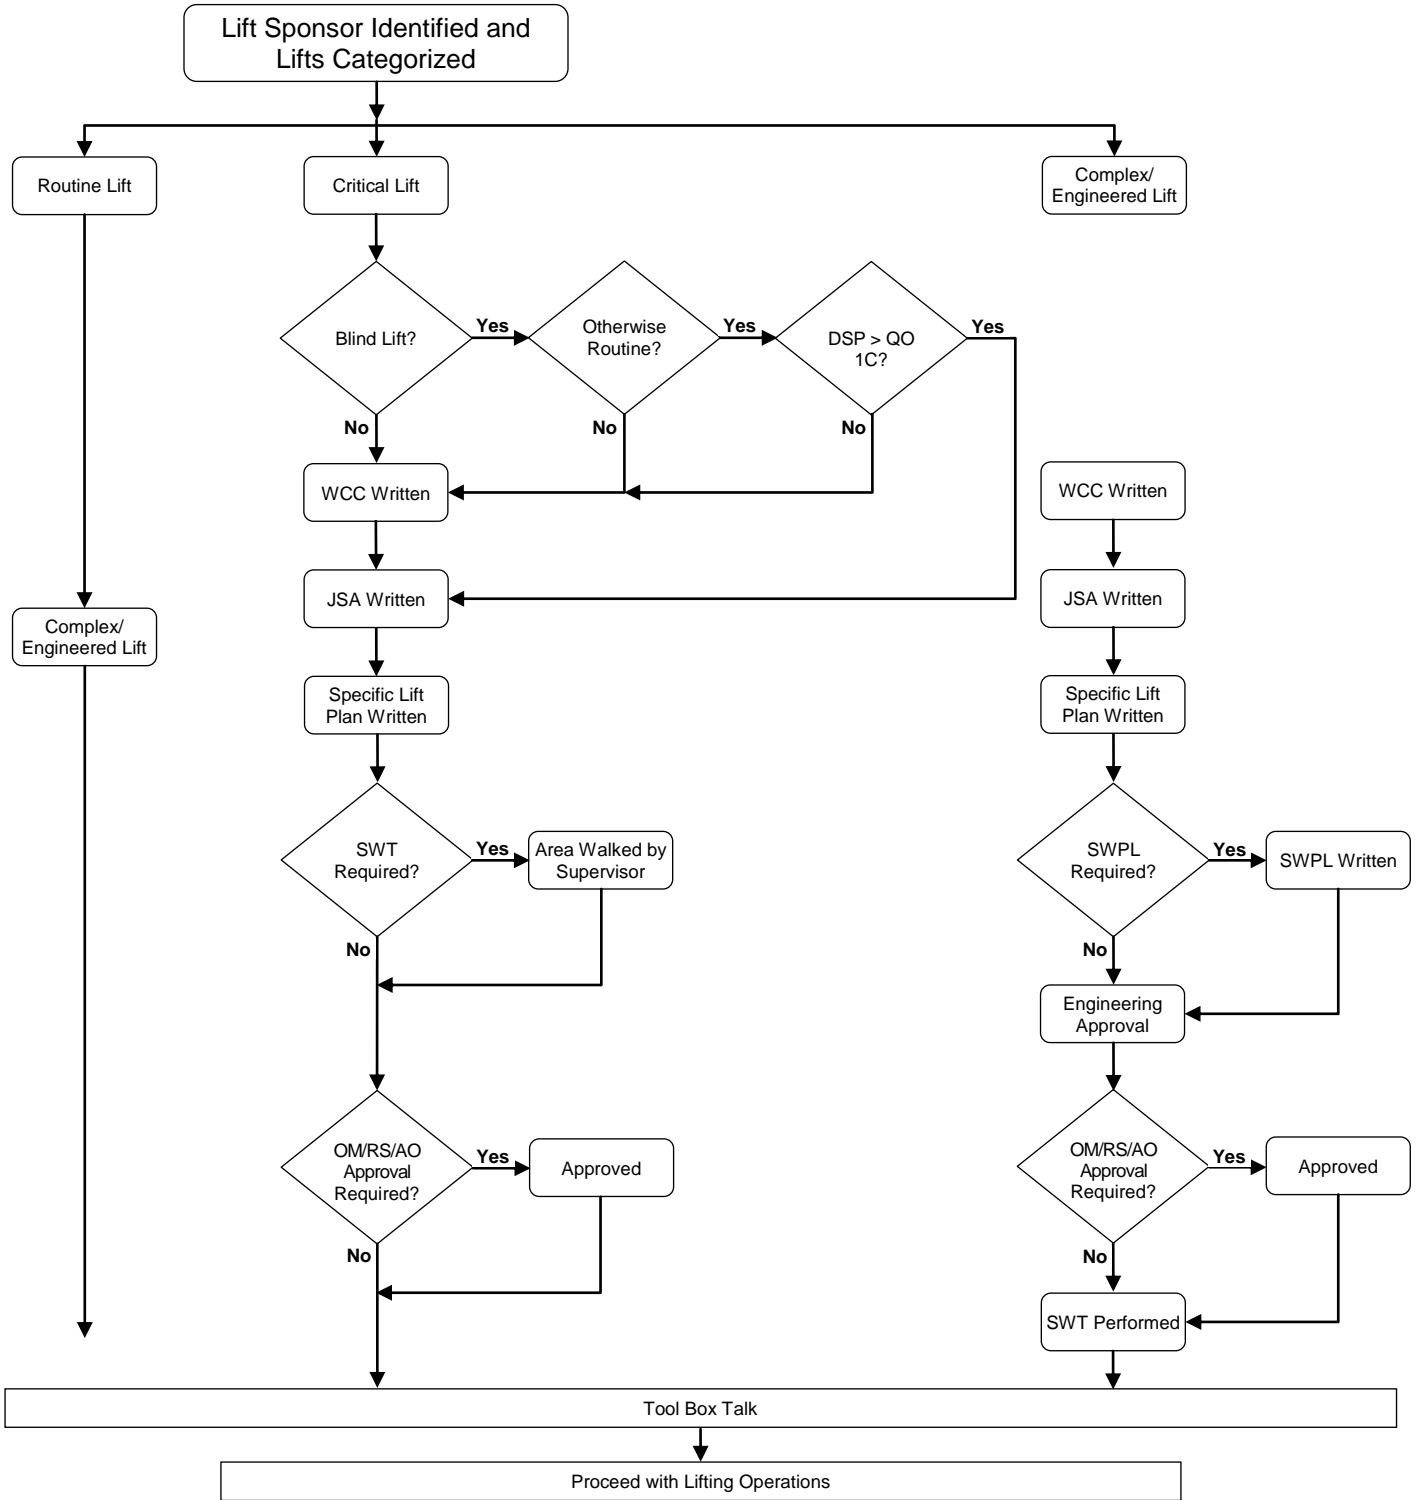 Lift Sponsor Identified and
Lifts Categorized
Routine Lift
Critical Lift
Complex/
Engineered Lift
Blind Lift?
Yes
Otherwise
Routine?
Yes
DSP > QO
1C?
Yes
No
No
No
WCC Written
WCC Written
JSA Written
JSA Written
Complex/
Engineered Lift
Specific Lift
Plan Written
Specific Lift
Plan Written
SWT
Required?
Yes
Area Walked by
Supervisor
No
SWPL
Required?
Yes
SWPL Written
No
Engineering
Approval
OM/RS/AO
Approval
Required?
Yes
Approved
No
OM/RS/AO
Approval
Required?
Yes
Approved
No
SWT Performed
Tool Box Talk
Proceed with Lifting Operations